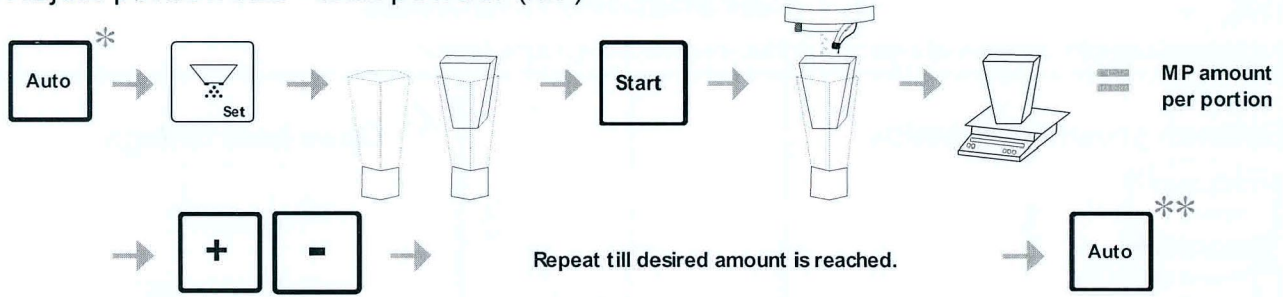 Auto *
Set
Start
MP amount
per portion
+
-
Repeat till desired amount is reached.
Auto **